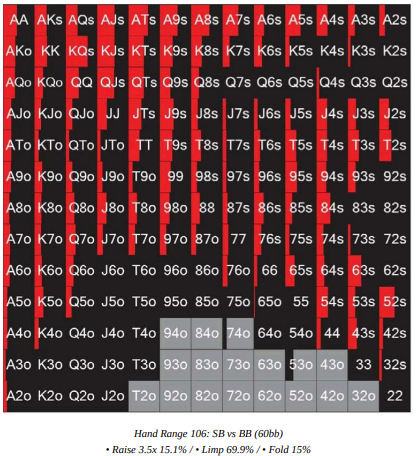 AA AKs AQs AJs ATs A9s A8s A7s A6s A5s A4s A3s A2s
AKo KK KQs KJs KTs K9s K8s K7s K6s K5s K4s K3s K2s
AQo KQo QQ QJs QTs Q9s Q8s Q7s Q6s Q5s Q4s Q3s Q2s
AJo KJo QJo JJ JTs J9s J8s J7s J6s J5s J4s J3s J2s
ATo KTo QTo JTo TT T9s T8s T7s T6s T5s T4s T3s T2s
A9o K9o Q9o J9o T9o 99 98s 97s 96s 95s 94s 93s 92s
A8o K8o Q8o J8o T8o 98o 88 87s 86s 85s 84s 83s 82s
A7o K7o Q7o J7o T7o 97o 87o 77 76s 75s 74s 73s 72s
A6o K6o Q6o J6o T6o 96o 86o 76o 66 65s 64s 63s 62s
A5o K5o Q5o J5o T5o 95o 85o 75o 65o 55 54s 53s 52s
A4o K4o Q4o J4o T4o 94o 84o 74o 64o 54o 44 43s 42s
A3o K3o Q3o J3o T3o 93o 83o 73o 63o 53o 43o 33 32s
A2o K2o Q2o J2o T2o 92o 82o 72o 62o 52o 42o 32o 22
Hand Range 106: SB vs BB (60bb)
• Raise 3.5x 15.1% / • Limp 69.9% / • Fold 15%